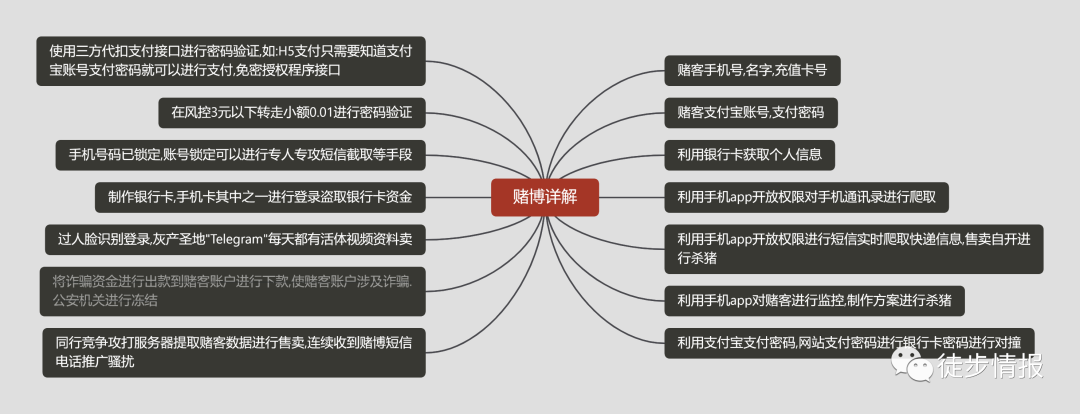 使用三方代扣支付接口进行密码验证,如:H5支付只需要知道支付
宝账号支付密码就可以进行支付,免密授权程序接口
在风控3元以下转走小额0.01进行密码验证
手机号码已锁定,账号锁定可以进行专人专攻短信截取等手段
制作银行卡,手机卡其中之一进行登录盗取银行卡资金
过人脸识别登录,灰产圣地"Telegram"每天都有活体视频资料卖
将诈骗资金进行出款到赌客账户进行下款,使赌客账户涉及诈骗.
公安机关进行冻结
同行竞争攻打服务器提取赌客数据进行售卖,连续收到赌博短信
电话推广骚扰
赌博详解
赌客手机号,名字,充值卡号
赌客支付宝账号,支付密码
利用银行卡获取个人信息
利用手机app开放权限对手机通讯录进行爬取
利用手机app开放权限进行短信实时爬取快递信息,售卖自开进
行杀猪
利用手机app对赌客进行监控,制作方案进行杀猪
利用支付宝支付密码,网站支付密码进行银行卡密码进行对撞
徒步情报